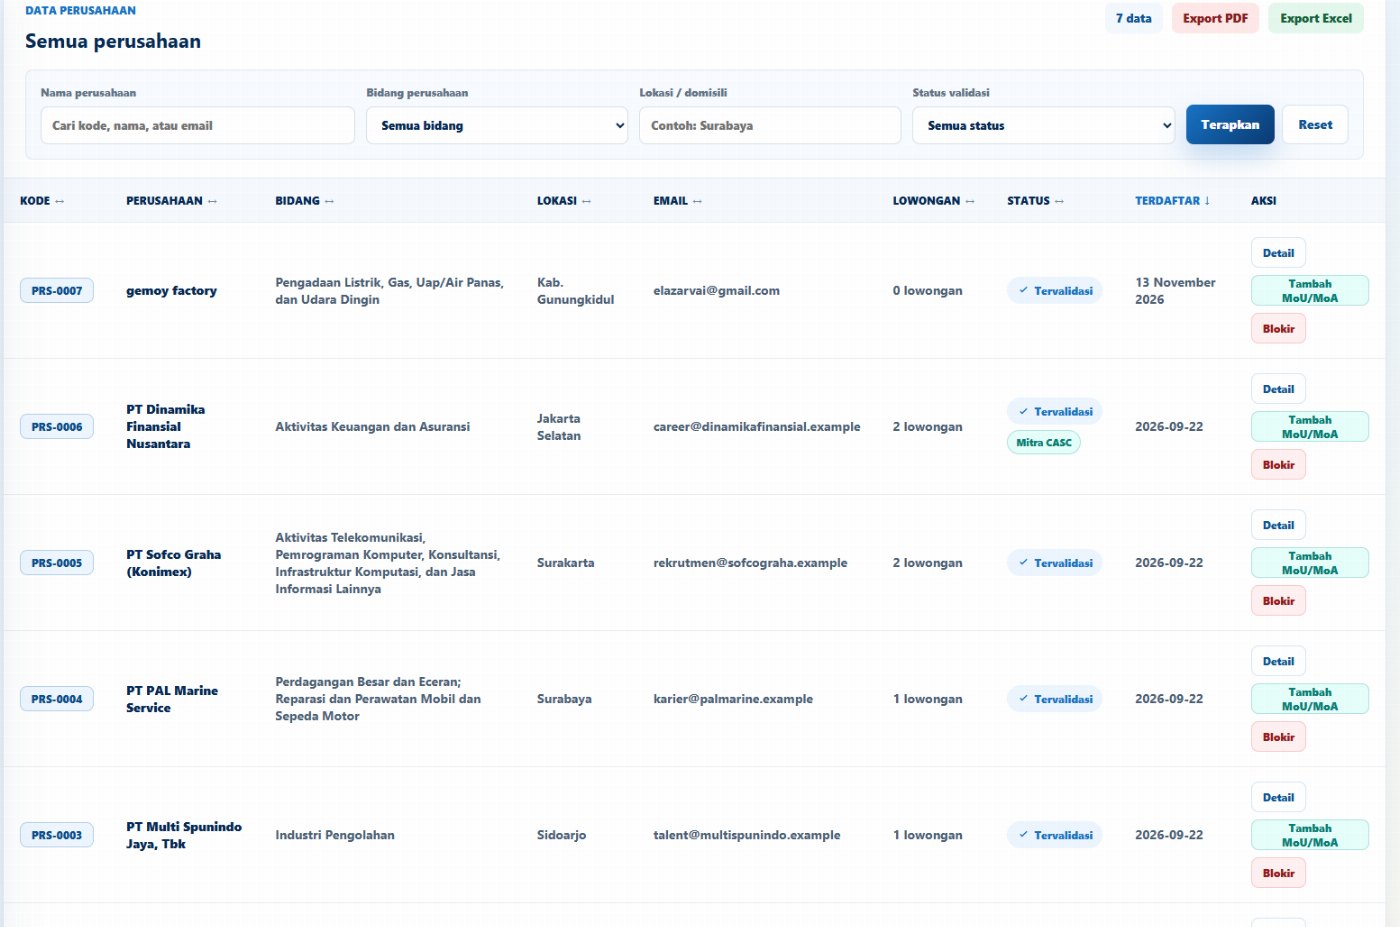 DATA PERUSAHAAN
Semua perusahaan
7 data
Export PDF
Export Excel
Nama perusahaan
Bidang perusahaan
Lokasi / domisili
Status validasi
Cari kode, nama, atau email
Semua bidang
Contoh: Surabaya
Semua status
Terapkan
Reset
KODE ↔
PERUSAHAAN ↔
BIDANG ↔
LOKASI ↔
EMAIL ↔
LOWONGAN ↔
STATUS ↔
TERDAFTAR ↓
AKSI
PRS-0007
gemoy factory
Pengadaan Listrik, Gas, Uap/Air Panas,
dan Udara Dingin
Kab.
Gunungkidul
elazarvai@gmail.com
0 lowongan
✓ Tervalidasi
13 November
2026
Detail
Tambah
MoU/MoA
Blokir
PRS-0006
PT Dinamika
Finansial
Nusantara
Aktivitas Keuangan dan Asuransi
Jakarta
Selatan
career@dinamikafinansial.example
2 lowongan
✓ Tervalidasi
Mitra CASC
2026-09-22
Detail
Tambah
MoU/MoA
Blokir
PRS-0005
PT Sofco Graha
(Konimex)
Aktivitas Telekomunikasi,
Pemrograman Komputer, Konsultansi,
Infrastruktur Komputasi, dan Jasa
Informasi Lainnya
Surakarta
rekrutmen@sofcograha.example
2 lowongan
✓ Tervalidasi
2026-09-22
Detail
Tambah
MoU/MoA
Blokir
PRS-0004
PT PAL Marine
Service
Perdagangan Besar dan Eceran;
Reparasi dan Perawatan Mobil dan
Sepeda Motor
Surabaya
karier@palmarine.example
1 lowongan
✓ Tervalidasi
2026-09-22
Detail
Tambah
MoU/MoA
Blokir
PRS-0003
PT Multi Spunindo
Jaya, Tbk
Industri Pengolahan
Sidoarjo
talent@multispunindo.example
1 lowongan
✓ Tervalidasi
2026-09-22
Detail
Tambah
MoU/MoA
Blokir